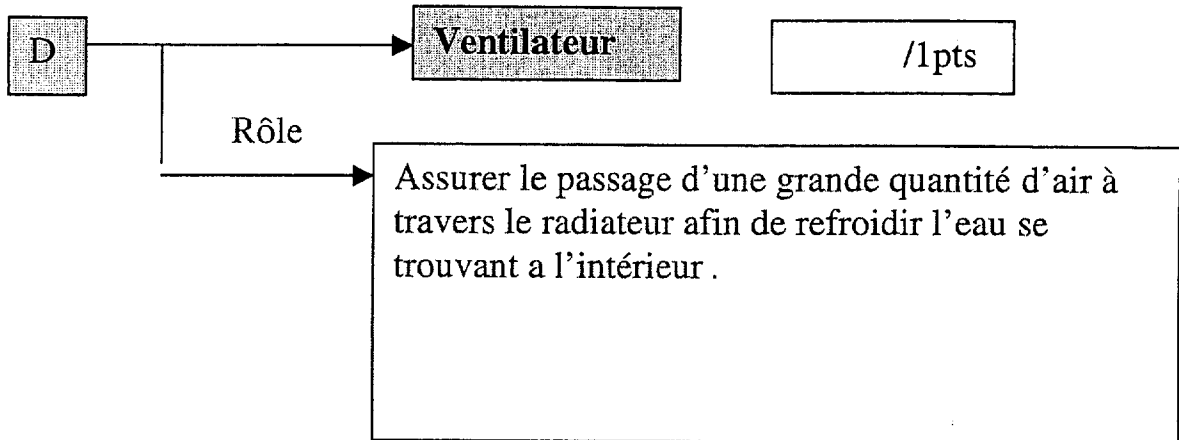 D
Ventilateur
/1pts
Rôle
Assurer le passage d'une grande quantité d'air à
travers le radiateur afin de refroidir l'eau se
trouvant a l'intérieur .